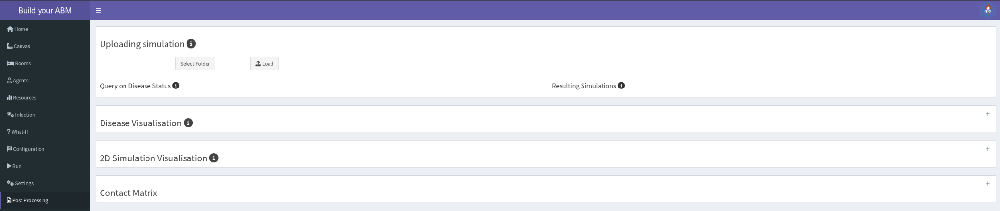 Build your ABM
Home
Canvas
Rooms
Agents
Resources
Infection
What-If
Configuration
Run
Settings
Post Processing
Uploading simulation
Select Folder
Load
Query on Disease Status
Resulting Simulations
Disease Visualisation
2D Simulation Visualisation
Contact Matrix